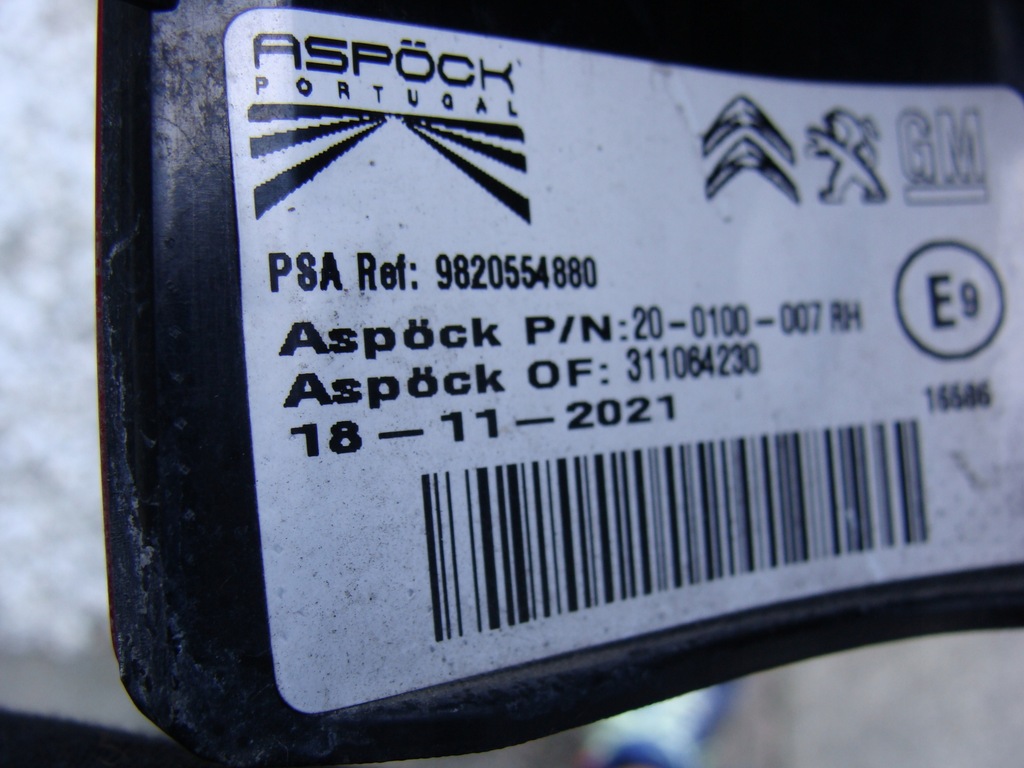 ASPÖCK
PORTUGAL
GM
PSA Ref: 9820554880
Aspöck P/N:20-0100-007 RH
E9
Aspöck OF: 311064230
18-11-2021
16586